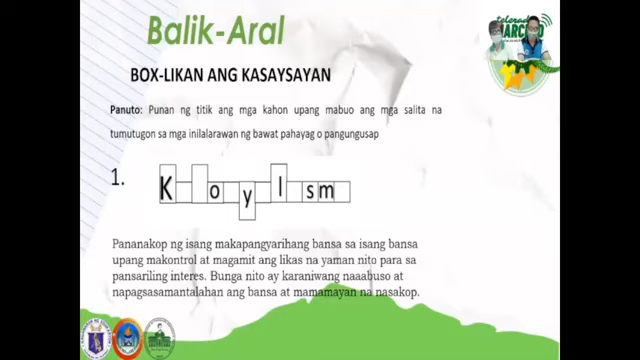 Balik-Aral
BOX-LIKAN ANG KASAYSAYAN
Panuto: Punan ng titik ang mga kahon upang mabuo ang mga salita na
tumutugon sa mga inilalarawan ng bawat pahayag o pangungusap
1.
K o y l sm
Pananakop ng isang makapangyarihang bansa sa isang bansa
upang makontrol at magamit ang likas na yaman nito para sa
pansariling interes. Bunga nito ay karaniwang naaabuso at
napagsasamantalahan ang bansa at mamamayan na nasakop.